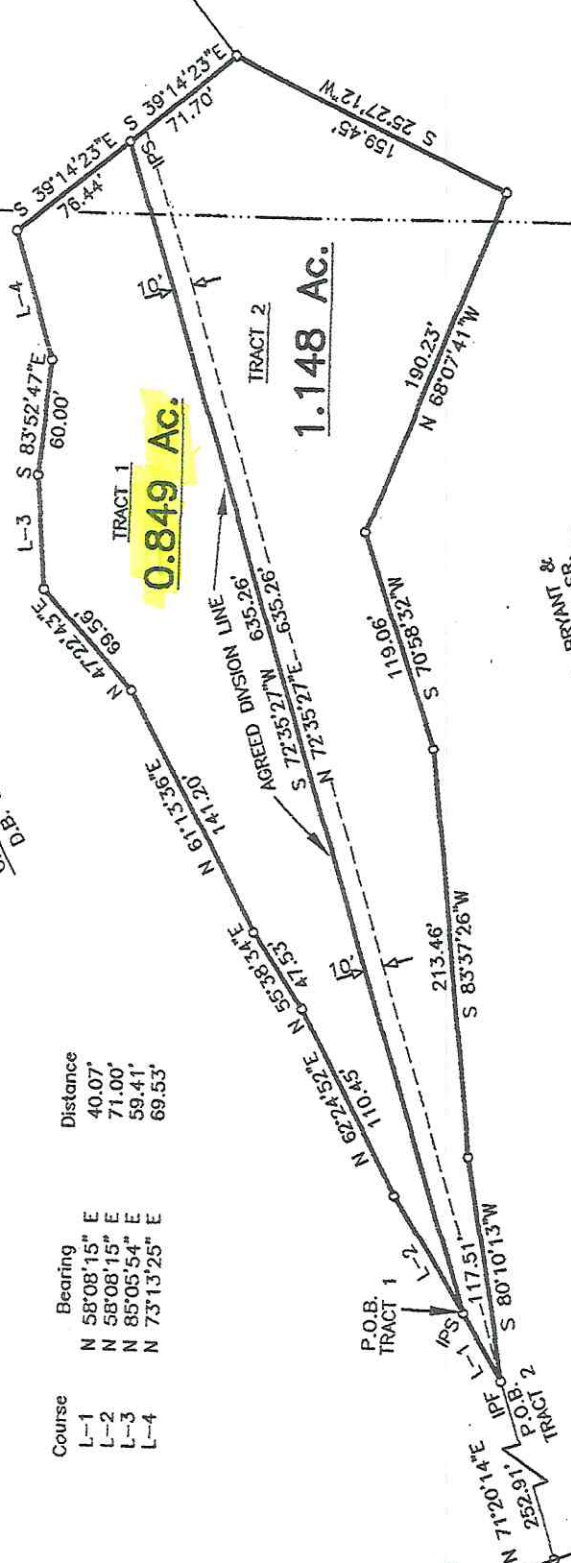 D.B.
Course Bearing Distance
L-1 N 58°08'15" E 40.07'
L-2 N 58°08'15" E 71.00'
L-3 N 85°05'54" E 59.41'
L-4 N 73°13'25" E 69.53'
N 71°20'14"E
252.91'
IPF
P.O.B.
TRACT 2
L-1
IPS
P.O.B.
TRACT 1
L-2
N 62°24'52"E
110.45'
N 55°38'34"E
47.53'
N 61°13'36"E
141.20'
N 47°22'43"E
69.56'
L-3
S 83°52'47"E
60.00'
L-4
S 39°14'23"E
76.44'
S 39°14'23"E
71.70'
IPS
TRACT 1
0.849 Ac.
AGREED DIVISION LINE
S 72°35'27"W 635.26'
N 72°35'27"E 635.26'
10'
10'
TRACT 2
1.148 Ac.
S 25°27'12"W
159.45'
190.23'
N 68°07'41"W
119.06'
S 70°58'32"W
213.46'
S 83°37'26"W
117.51'
S 80°10'13"W
BRYANT &
SR.